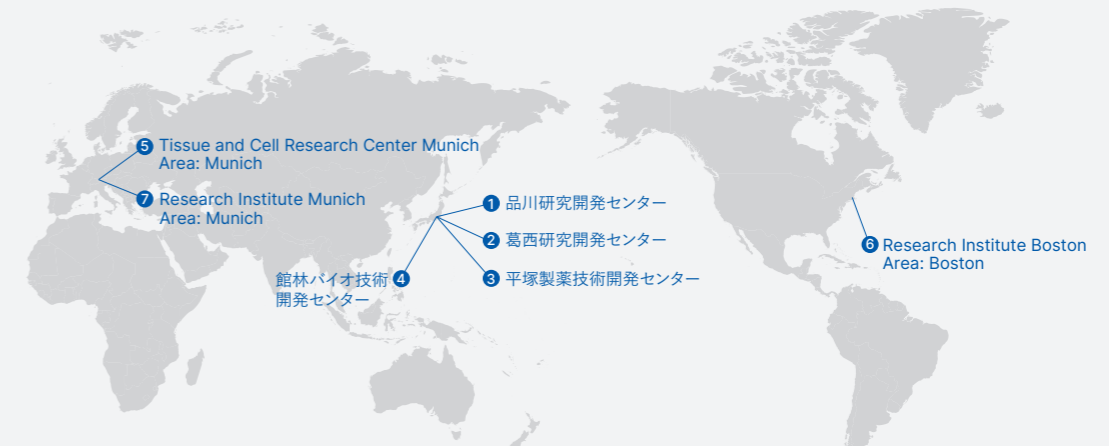 5 Tissue and Cell Research Center Munich
Area: Munich
7 Research Institute Munich
Area: Munich
1 品川研究開発センター
2 葛西研究開発センター
3 平塚製薬技術開発センター
館林バイオ技術 4
開発センター
6 Research Institute Boston
Area: Boston